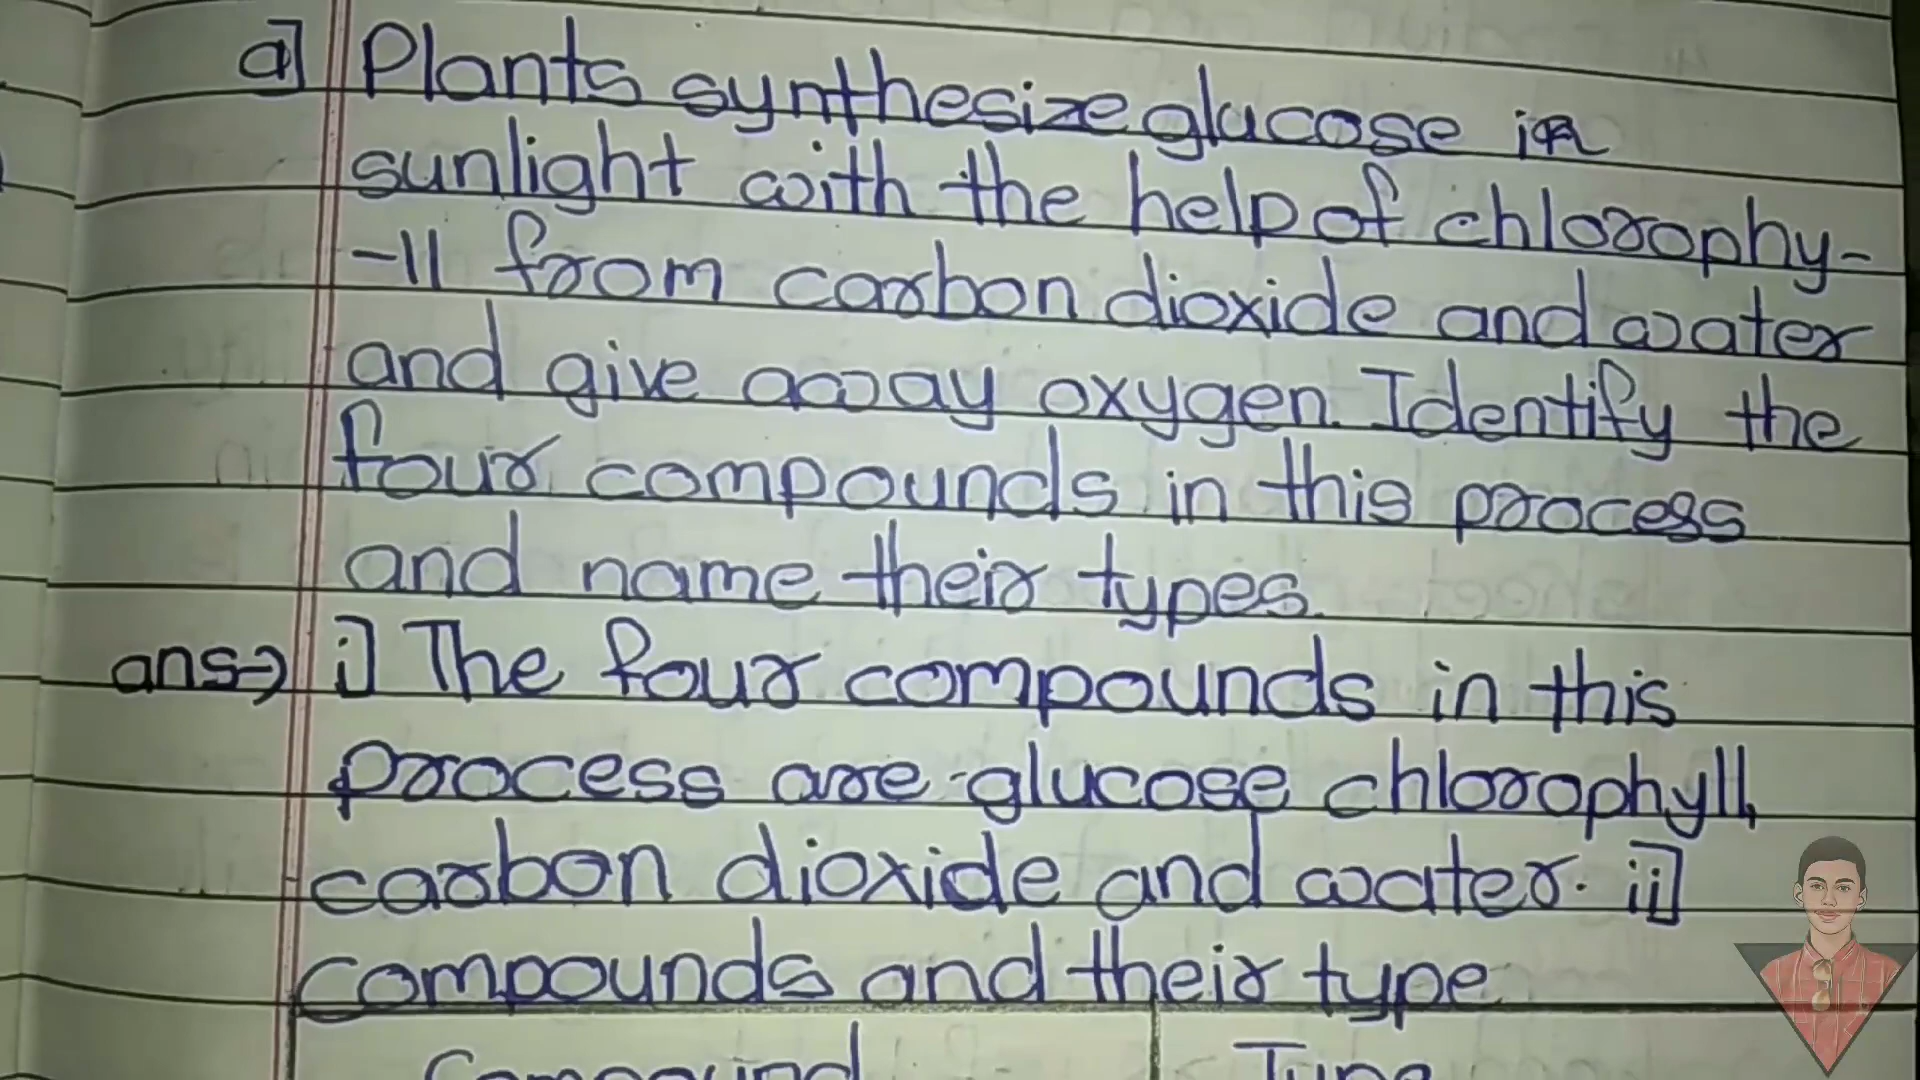 a] Plants synthesize glucose in
sunlight with the help of chlorophy-
-ll from carbon dioxide and water
and give away oxygen. Identify the
four compounds in this process
and name their types.
ans→ i] The four compounds in this
process are glucose chlorophyll,
carbon dioxide and water. ii]
compounds and their type
Compound Type